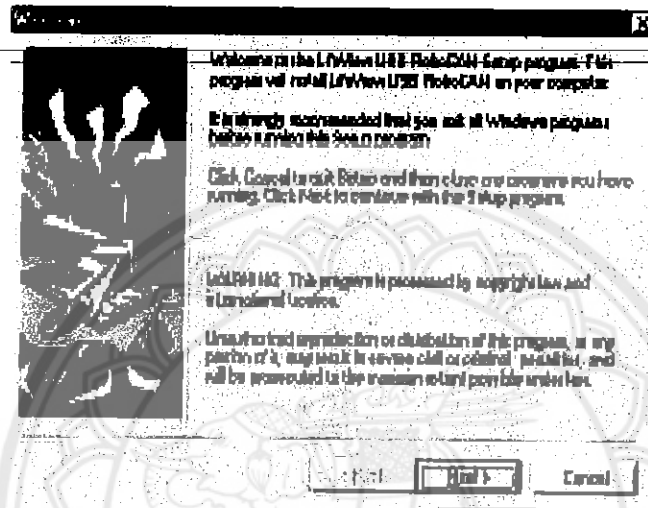 Welcome
Welcome to the LifeView USB RoboCAM Setup program. This
program will install LifeView USB RoboCAM on your computer.
It is strongly recommended that you exit all Windows programs
before running this Setup program.
Click Cancel to quit Setup and then close any programs you have
running. Click Next to continue with the Setup program.
WARNING: This program is protected by copyright law and
international
Unauthorized reproduction or distribution of this program, or any
portion of it, may result in severe civil or criminal penalties, and
will be prosecuted to the maximum extent possible under law.
Next >
Cancel